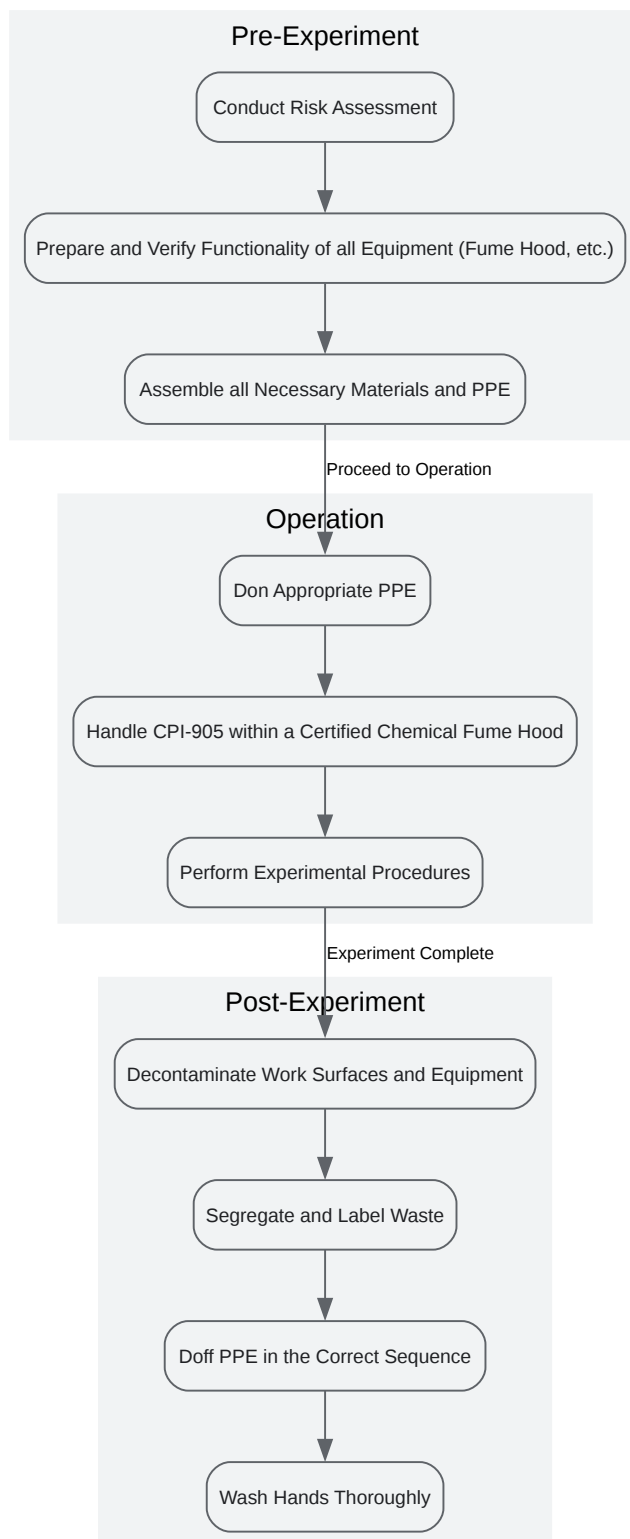 Pre-Experiment
Conduct Risk Assessment
Prepare and Verify Functionality of all Equipment (Fume Hood, etc.)
Assemble all Necessary Materials and PPE
Proceed to Operation
Operation
Don Appropriate PPE
Handle CPI-905 within a Certified Chemical Fume Hood
Perform Experimental Procedures
Experiment Complete
Post-Experiment
Decontaminate Work Surfaces and Equipment
Segregate and Label Waste
Doff PPE in the Correct Sequence
Wash Hands Thoroughly